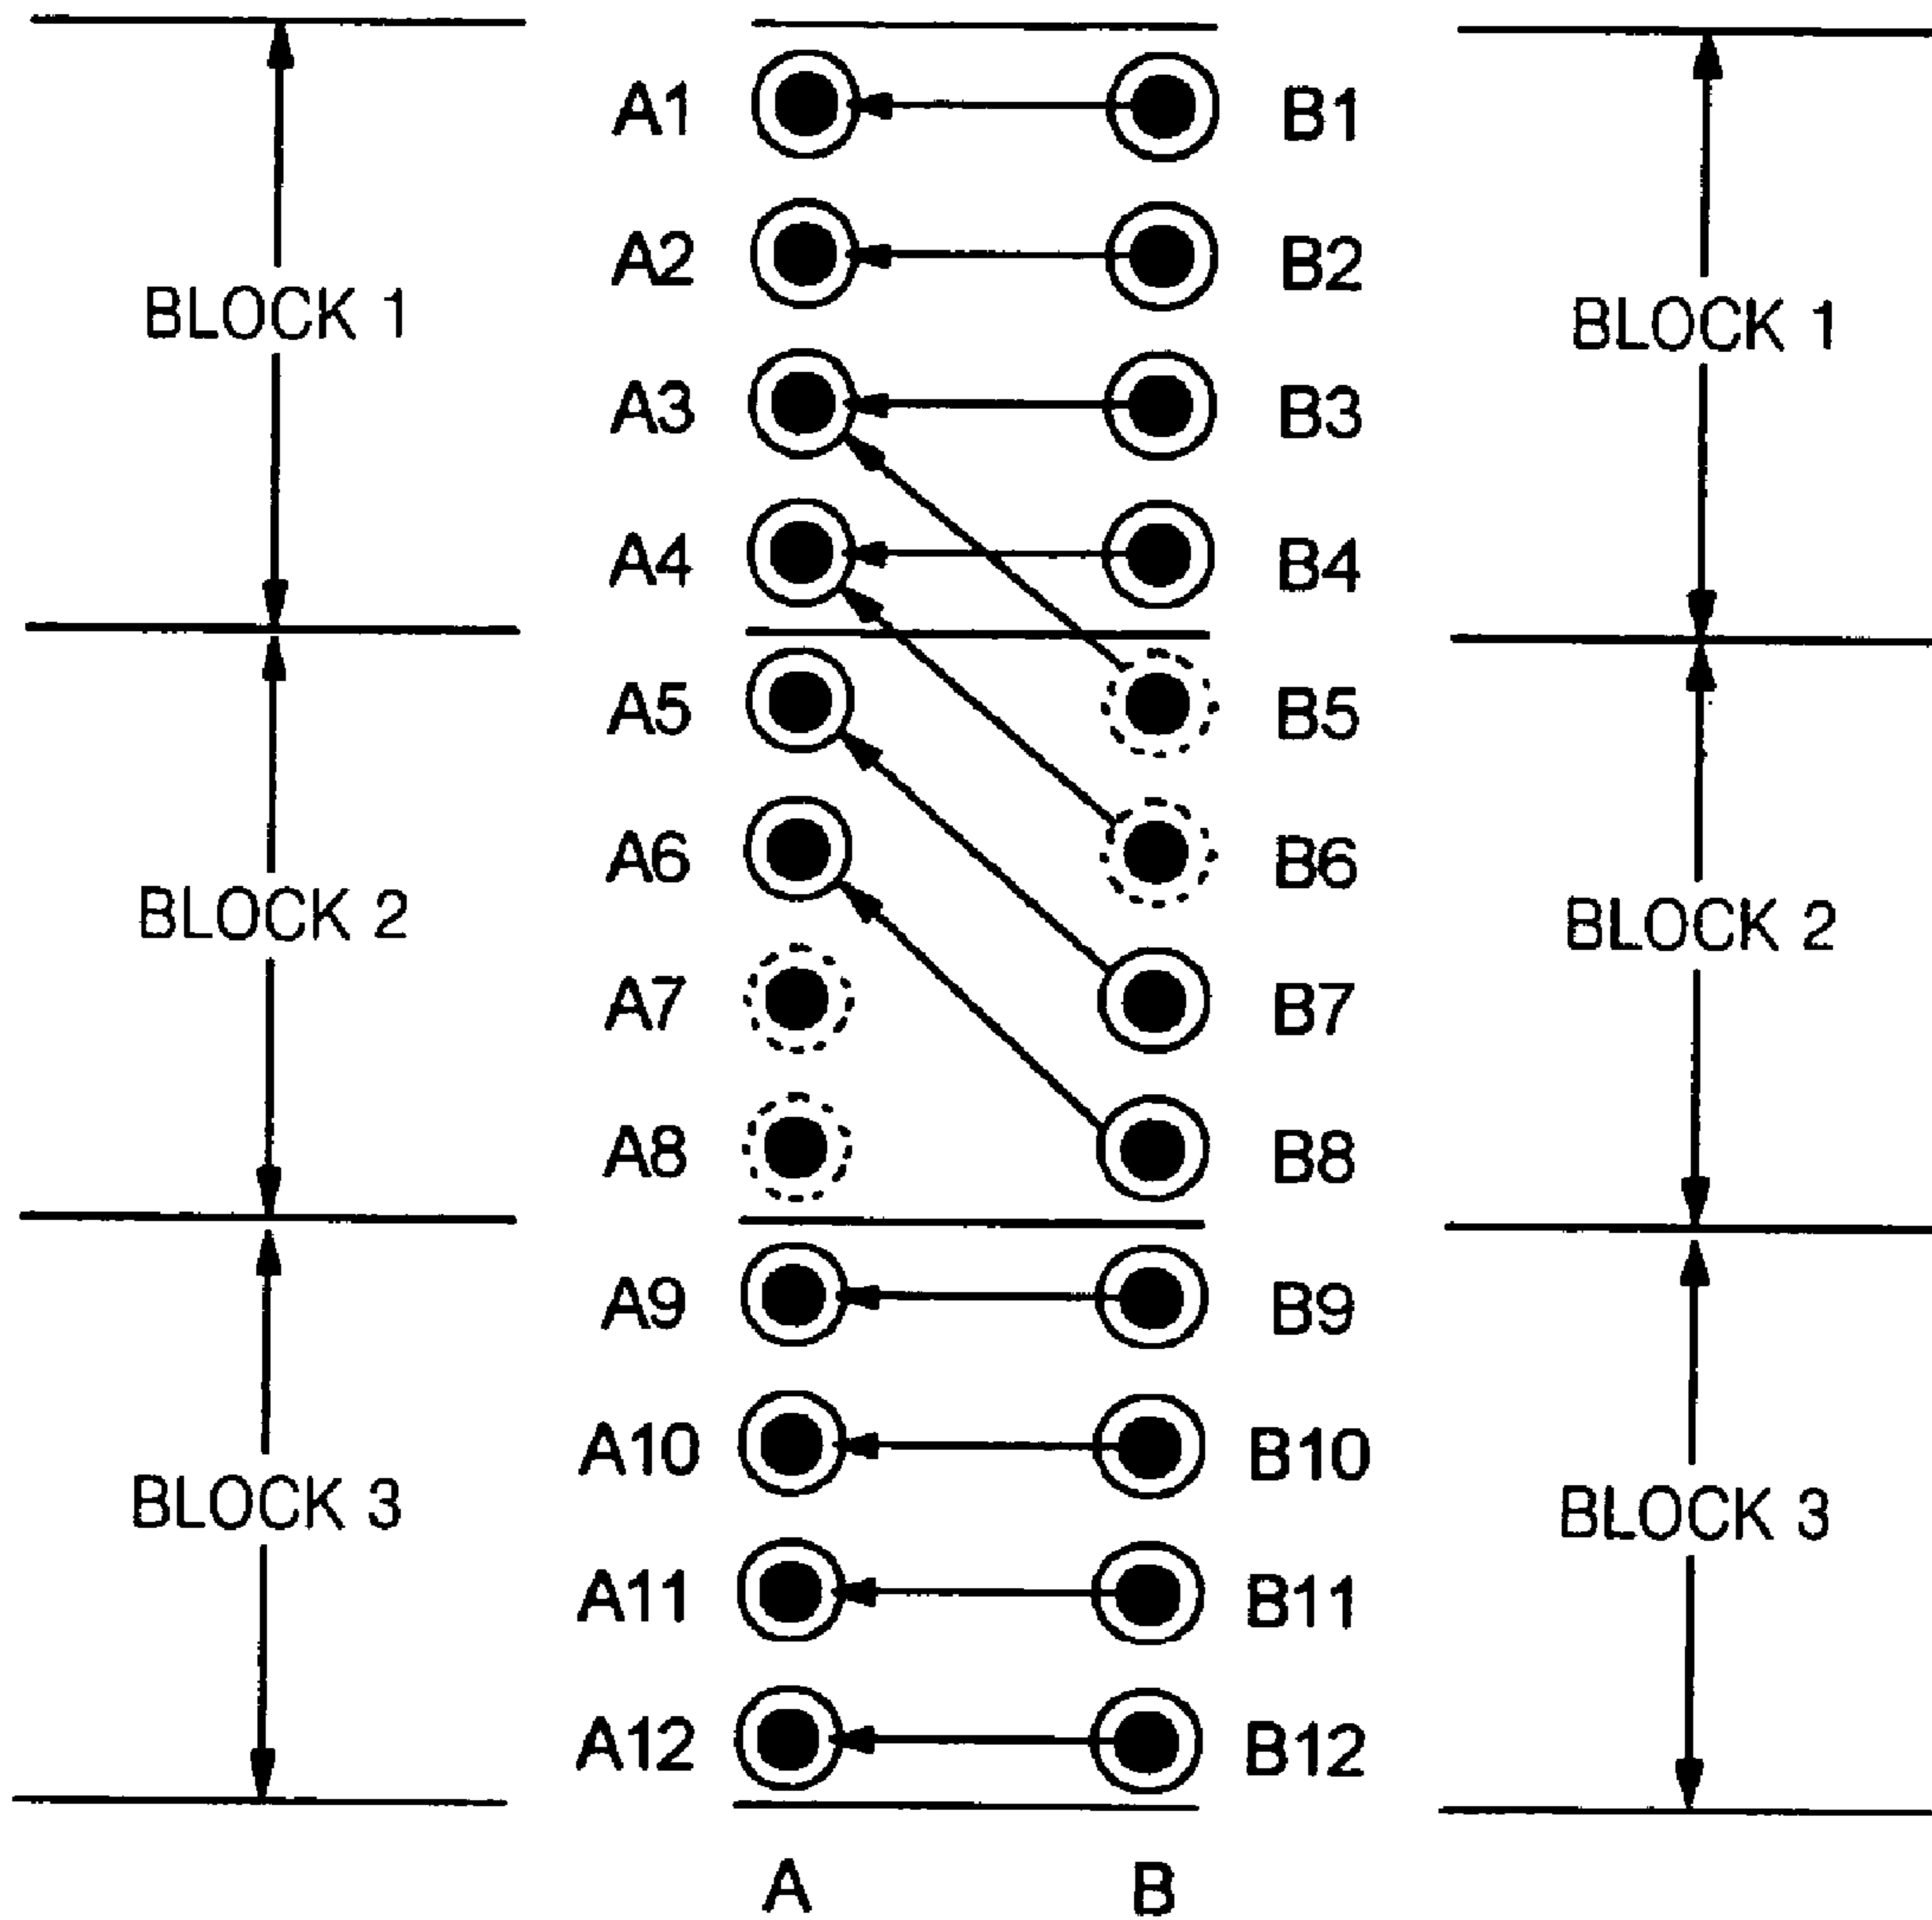 A1 B1
A2 B2
BLOCK 1 BLOCK 1
A3 B3
A4 B4
A5 B5
A6 B6
BLOCK 2 BLOCK 2
A7 B7
A8 B8
A9 B9
A10 B10
BLOCK 3 BLOCK 3
A11 B11
A12 B12
A B